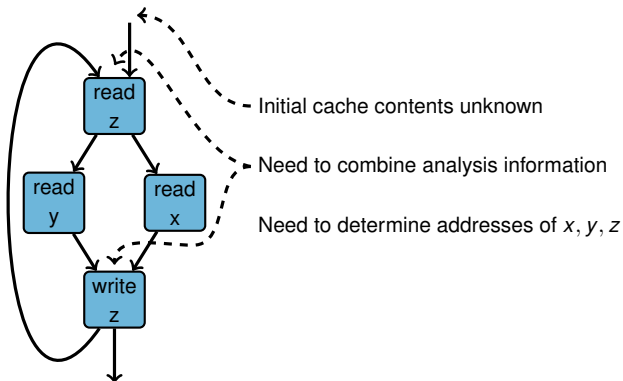 read
z
Initial cache contents unknown
Need to combine analysis information
read
y
read
x
Need to determine addresses of x, y, z
write
z